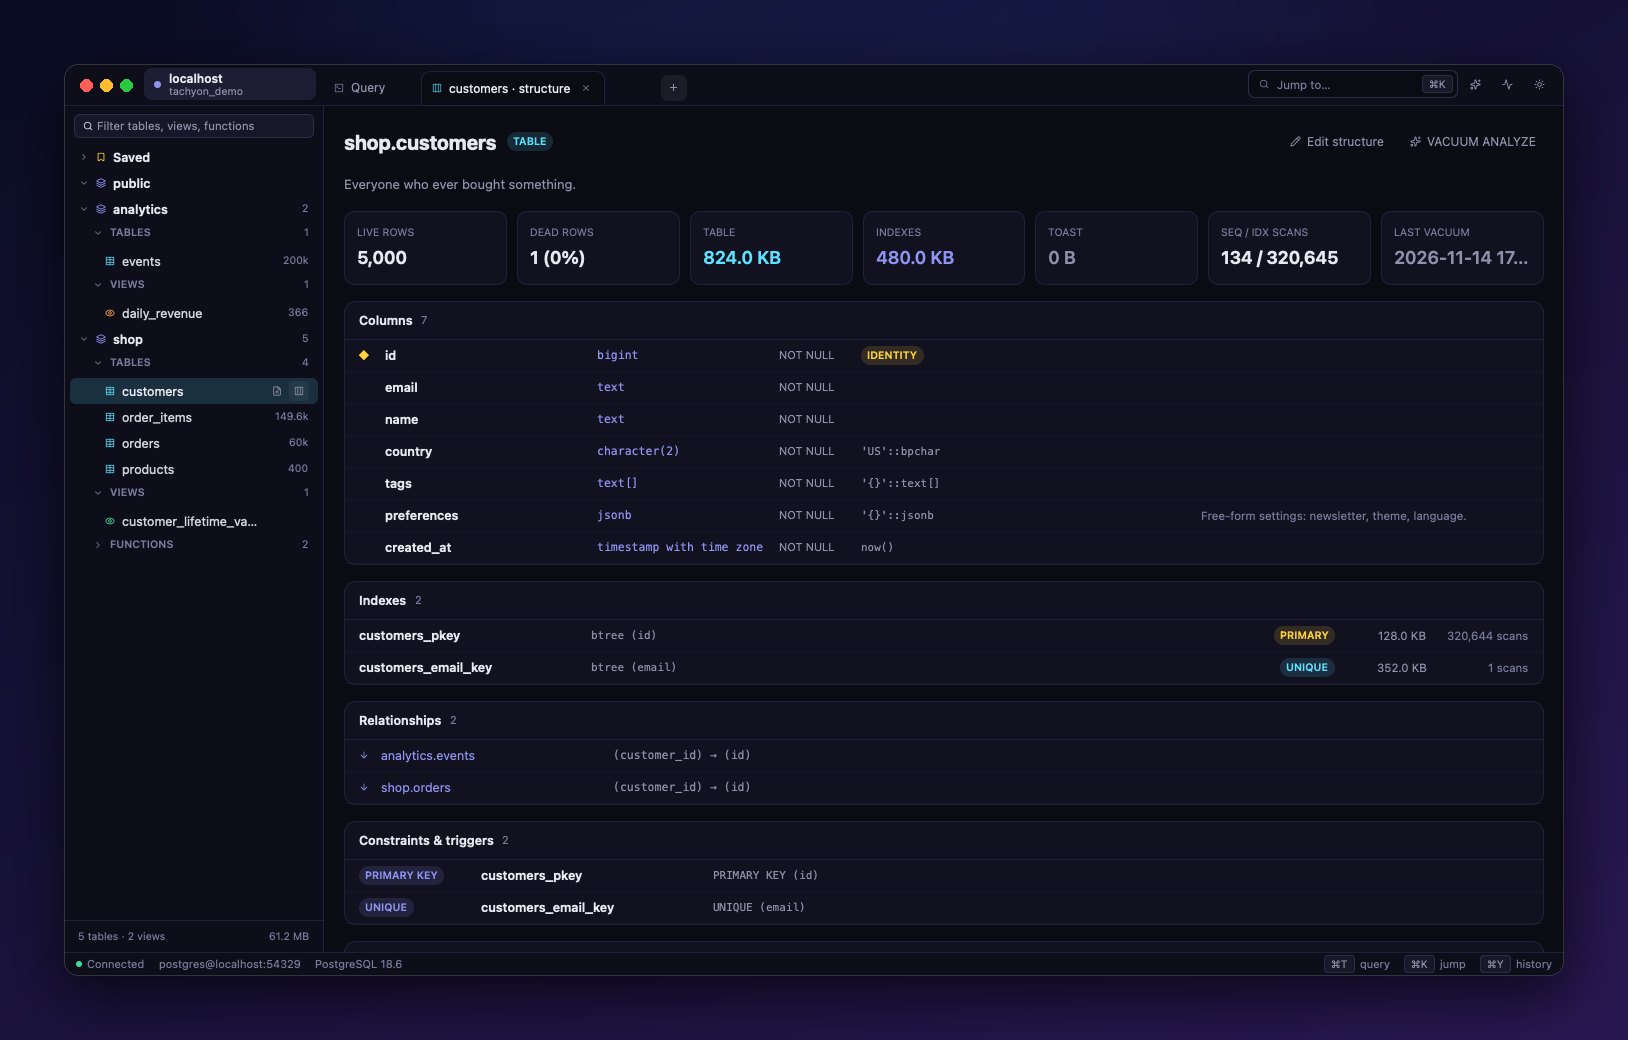 localhost
tachyon_demo
Query
customers · structure
+
Jump to...
⌘K
Filter tables, views, functions
Saved
public
analytics 2
TABLES 1
events 200k
VIEWS 1
daily_revenue 366
shop 5
TABLES 4
customers
order_items 149.6k
orders 60k
products 400
VIEWS 1
customer_lifetime_va...
FUNCTIONS 2
5 tables · 2 views 61.2 MB
shop.customers TABLE
Edit structure VACUUM ANALYZE
Everyone who ever bought something.
LIVE ROWS
5,000
DEAD ROWS
1 (0%)
TABLE
824.0 KB
INDEXES
480.0 KB
TOAST
0 B
SEQ / IDX SCANS
134 / 320,645
LAST VACUUM
2026-11-14 17...
Columns 7
id bigint NOT NULL IDENTITY
email text NOT NULL
name text NOT NULL
country character(2) NOT NULL 'US'::bpchar
tags text[] NOT NULL '{}'::text[]
preferences jsonb NOT NULL '{}'::jsonb Free-form settings: newsletter, theme, language.
created_at timestamp with time zone NOT NULL now()
Indexes 2
customers_pkey btree (id) PRIMARY 128.0 KB 320,644 scans
customers_email_key btree (email) UNIQUE 352.0 KB 1 scans
Relationships 2
↓ analytics.events (customer_id) → (id)
↓ shop.orders (customer_id) → (id)
Constraints & triggers 2
PRIMARY KEY customers_pkey PRIMARY KEY (id)
UNIQUE customers_email_key UNIQUE (email)
Connected postgres@localhost:54329 PostgreSQL 18.6
⌘T query ⌘K jump ⌘Y history